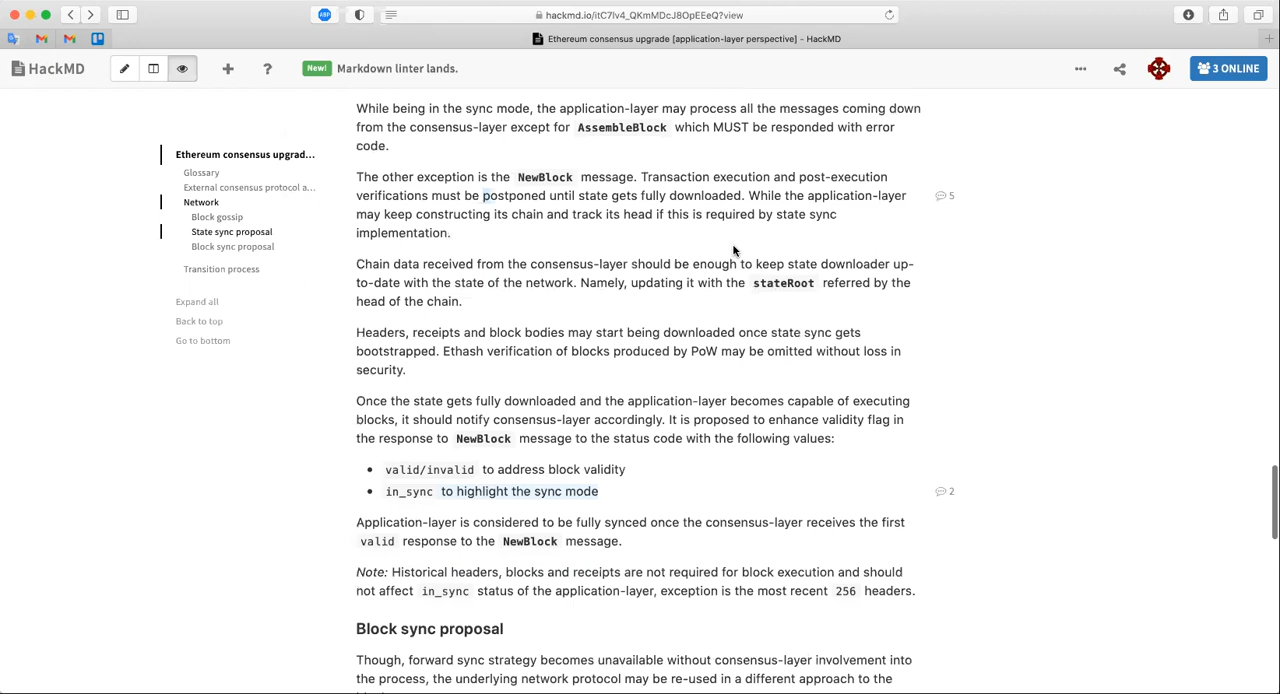 hackmd.io/itC7Iv4_QKmMDcJ8OpEEeQ?view
Ethereum consensus upgrade [application-layer perspective] - HackMD
HackMD
New! Markdown linter lands.
3 ONLINE
Ethereum consensus upgrad...
Glossary
External consensus protocol a...
Network
Block gossip
State sync proposal
Block sync proposal
Transition process
Expand all
Back to top
Go to bottom
While being in the sync mode, the application-layer may process all the messages coming down
from the consensus-layer except for AssembleBlock which MUST be responded with error
code.
The other exception is the NewBlock message. Transaction execution and post-execution
verifications must be postponed until state gets fully downloaded. While the application-layer
5
may keep constructing its chain and track its head if this is required by state sync
implementation.
Chain data received from the consensus-layer should be enough to keep state downloader up-
to-date with the state of the network. Namely, updating it with the stateRoot referred by the
head of the chain.
Headers, receipts and block bodies may start being downloaded once state sync gets
bootstrapped. Ethash verification of blocks produced by PoW may be omitted without loss in
security.
Once the state gets fully downloaded and the application-layer becomes capable of executing
blocks, it should notify consensus-layer accordingly. It is proposed to enhance validity flag in
the response to NewBlock message to the status code with the following values:
• valid/invalid to address block validity
• in_sync to highlight the sync mode
2
Application-layer is considered to be fully synced once the consensus-layer receives the first
valid response to the NewBlock message.
Note: Historical headers, blocks and receipts are not required for block execution and should
not affect in_sync status of the application-layer, exception is the most recent 256 headers.
Block sync proposal
Though, forward sync strategy becomes unavailable without consensus-layer involvement into
the process, the underlying network protocol may be re-used in a different approach to the